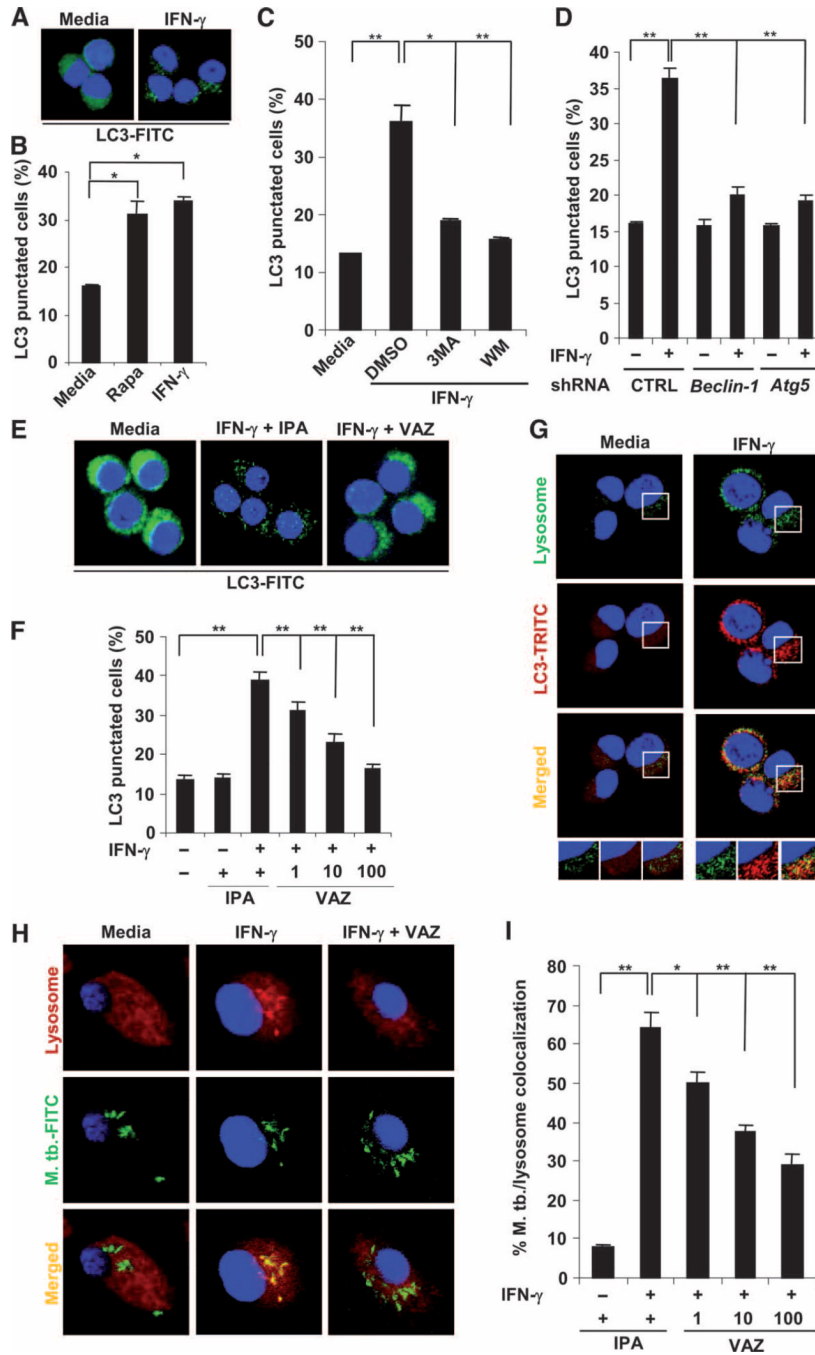 A
Media IFN-γ
LC3-FITC
B
LC3 punctated cells (%)
40
30
20
10
0
* *
Media Rapa IFN-γ
C
LC3 punctated cells (%)
50
40
30
20
10
0
** * **
Media DMSO 3MA WM
IFN-γ
D
LC3 punctated cells (%)
40
35
30
25
20
15
10
5
0
** ** **
IFN-γ – + – + – +
shRNA CTRL Beclin-1 Atg5
E
Media IFN-γ + IPA IFN-γ + VAZ
LC3-FITC
F
LC3 punctated cells (%)
50
40
30
20
10
0
** ** ** **
IFN-γ – – + + + +
– + + 1 10 100
IPA VAZ
G
Media IFN-γ
Lysosome
LC3-TRITC
Merged
H
Media IFN-γ IFN-γ + VAZ
Lysosome
M. tb.-FITC
Merged
I
% M. tb./lysosome colocalization
80
70
60
50
40
30
20
10
0
** * ** **
IFN-γ – + + + +
+ + 1 10 100
IPA VAZ